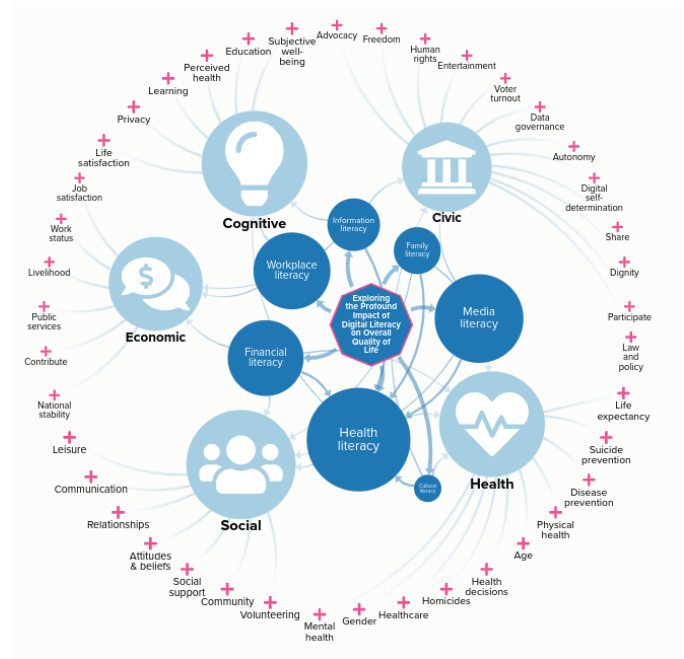 Advocacy
Freedom
Human
rights
Entertainment
Voter
turnout
Data
governance
Autonomy
Digital
self-
determination
Share
Dignity
Participate
Law
and
policy
Life
expectancy
Suicide
prevention
Disease
prevention
Physical
health
Age
Health
decisions
Homicides
Healthcare
Gender
Mental
health
Volunteering
Community
Social
support
Attitudes
& beliefs
Relationships
Communication
Leisure
National
stability
Contribute
Public
services
Livelihood
Work
status
Job
satisfaction
Life
satisfaction
Privacy
Learning
Perceived
health
Education
Subjective
well-
being
Cognitive
Civic
Economic
Social
Health
$
Information
literacy
Family
literacy
Workplace
literacy
Media
literacy
Financial
literacy
Health
literacy
Cultural
literacy
Exploring
the Profound
Impact of
Digital Literacy
on Overall
Quality of
Life